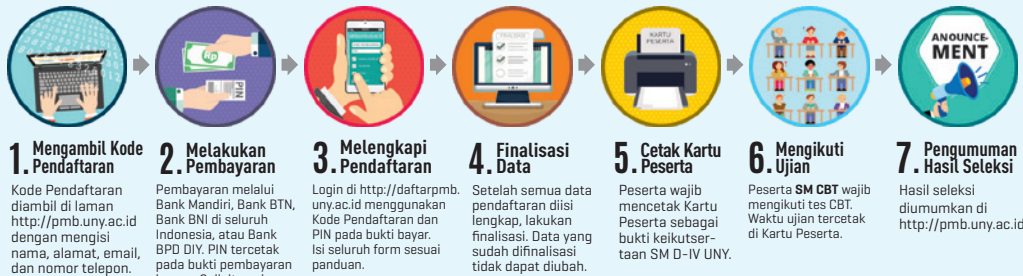 Rp
PIN
FINALISASI
KARTU
PESERTA
ANOUNCE-
MENT
1. Mengambil Kode
Pendaftaran
Kode Pendaftaran
diambil di laman
http://pmb.uny.ac.id
dengan mengisi
nama, alamat, email,
dan nomor telepon.
2. Melakukan
Pembayaran
Pembayaran melalui
Bank Mandiri, Bank BTN,
Bank BNI di seluruh
Indonesia, atau Bank
BPD DIY. PIN tercetak
pada bukti pembayaran
3. Melengkapi
Pendaftaran
Login di http://daftarpmb.
uny.ac.id menggunakan
Kode Pendaftaran dan
PIN pada bukti bayar.
Isi seluruh form sesuai
panduan.
4. Finalisasi
Data
Setelah semua data
pendaftaran diisi
lengkap, lakukan
finalisasi. Data yang
sudah difinalisasi
tidak dapat diubah.
5. Cetak Kartu
Peserta
Peserta wajib
mencetak Kartu
Peserta sebagai
bukti keikutser-
taan SM D-IV UNY.
6. Mengikuti
Ujian
Peserta SM CBT wajib
mengikuti tes CBT.
Waktu ujian tercetak
di Kartu Peserta.
7. Pengumuman
Hasil Seleksi
Hasil seleksi
diumumkan di
http://pmb.uny.ac.id